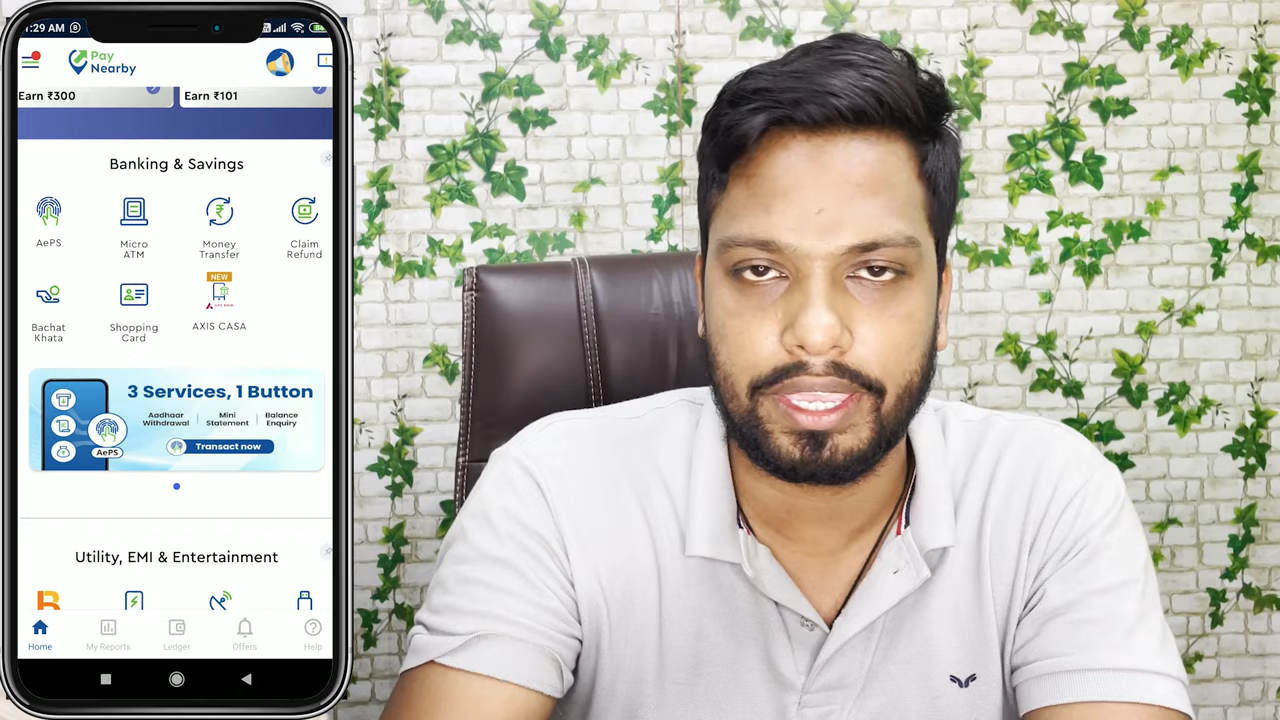 1:29 AM
Pay
Nearby
Earn ₹300
Earn ₹101
Banking & Savings
AePS
Micro
ATM
Money
Transfer
Claim
Refund
NEW
AXIS BANK
Bachat
Khata
Shopping
Card
AXIS CASA
3 Services, 1 Button
Aadhaar
Withdrawal
Mini
Statement
Balance
Enquiry
AePS
Transact now
Utility, EMI & Entertainment
Home
My Reports
Ledger
Offers
Help